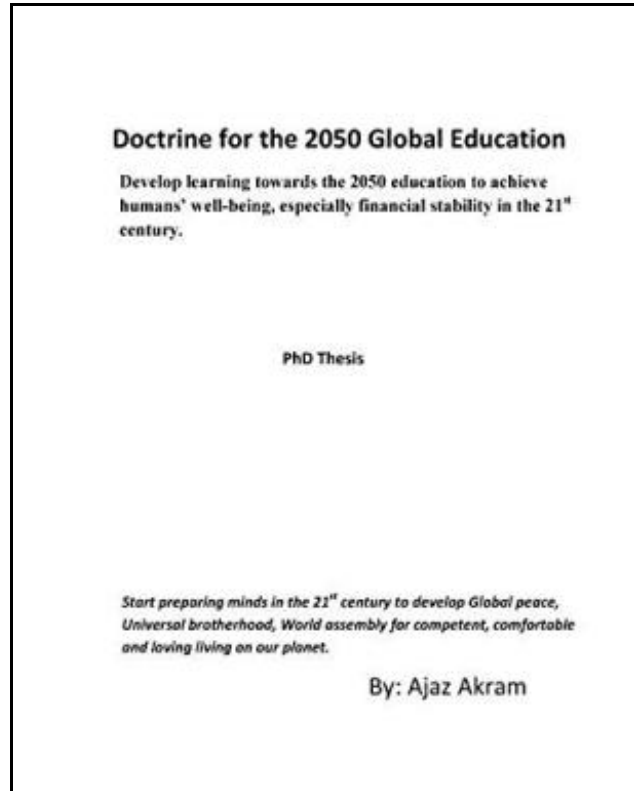 Doctrine for the 2050 Global Education
Develop learning towards the 2050 education to achieve
humans' well-being, especially financial stability in the 21st
century.
PhD Thesis
Start preparing minds in the 21st century to develop Global peace,
Universal brotherhood, World assembly for competent, comfortable
and loving living on our planet.
By: Ajaz Akram